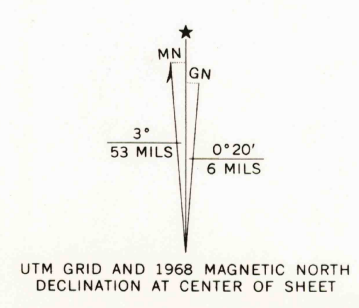 ★
MN
GN
3°
53 MILS
0°20′
6 MILS
UTM GRID AND 1968 MAGNETIC NORTH
DECLINATION AT CENTER OF SHEET